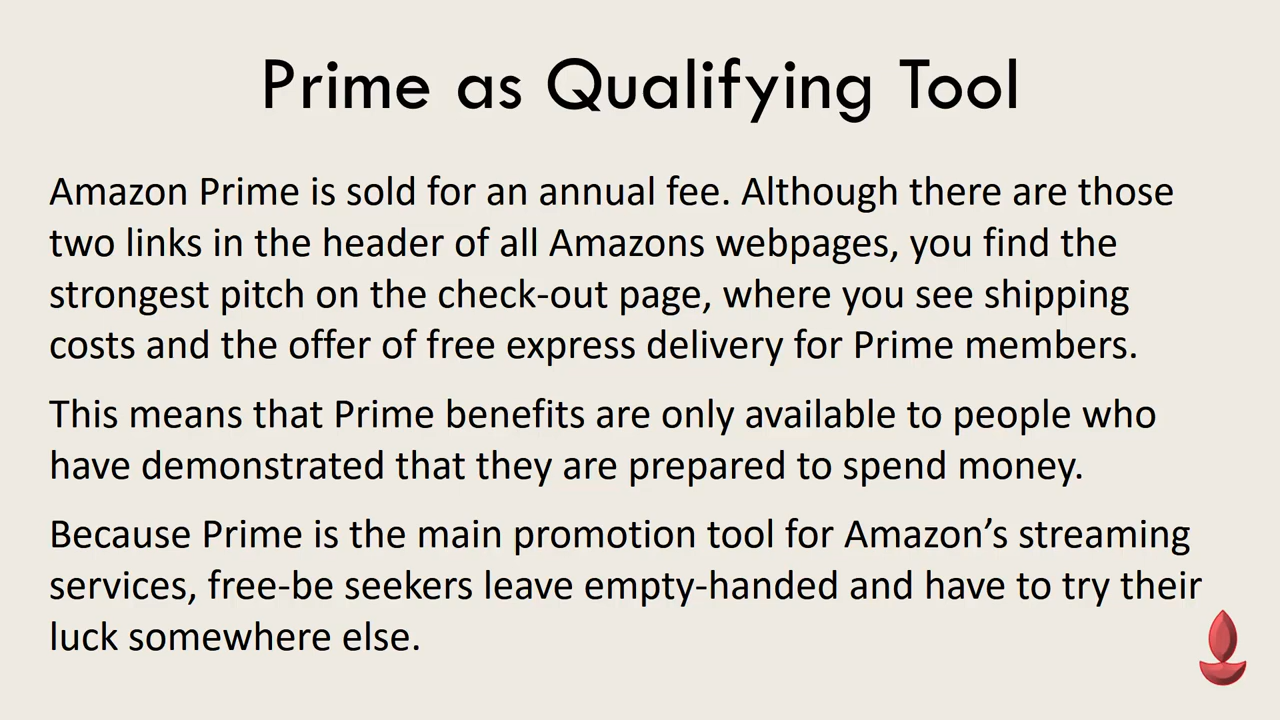 Prime as Qualifying Tool
Amazon Prime is sold for an annual fee. Although there are those
two links in the header of all Amazons webpages, you find the
strongest pitch on the check-out page, where you see shipping
costs and the offer of free express delivery for Prime members.
This means that Prime benefits are only available to people who
have demonstrated that they are prepared to spend money.
Because Prime is the main promotion tool for Amazon’s streaming
services, free-be seekers leave empty-handed and have to try their
luck somewhere else.